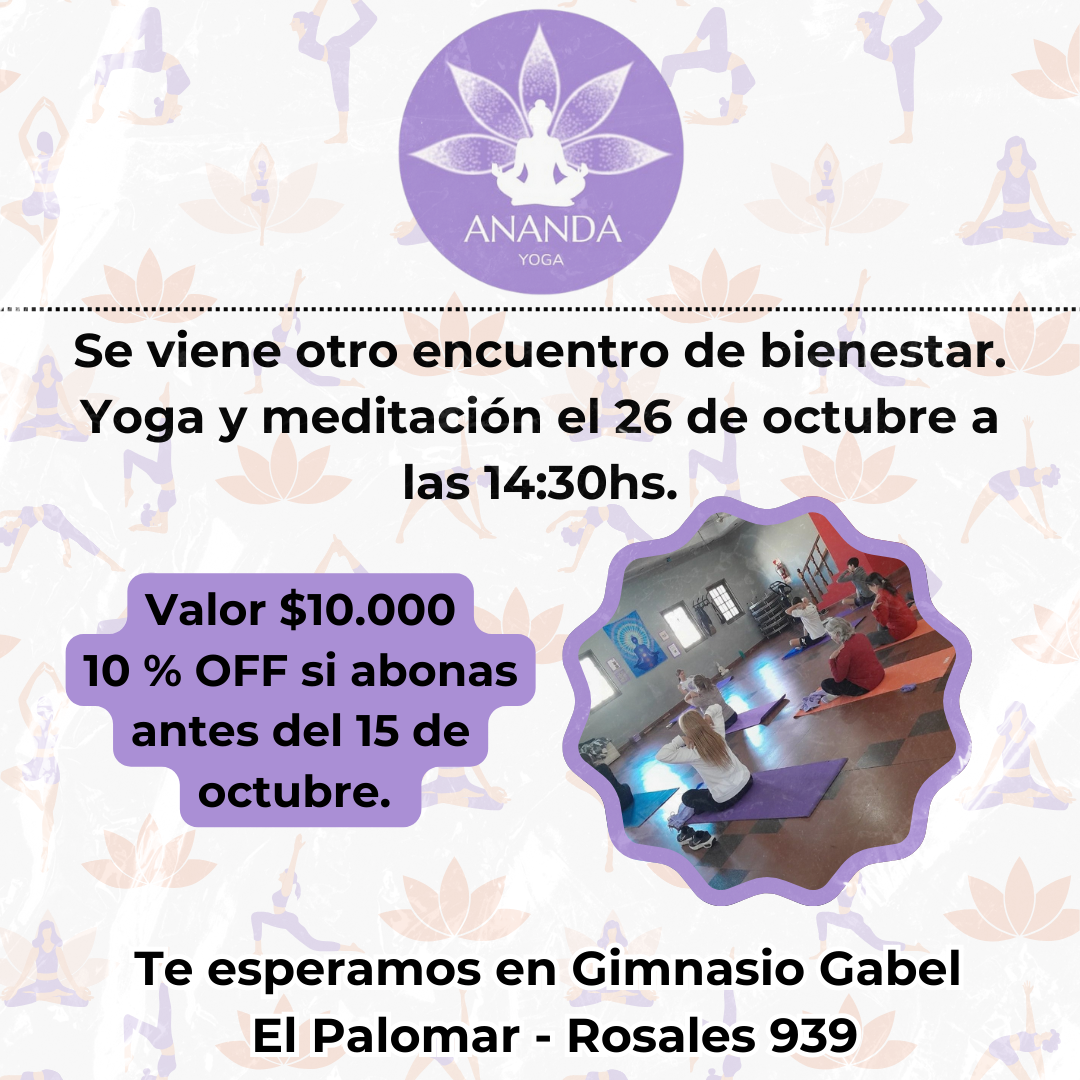 ANANDA
YOGA
Se viene otro encuentro de bienestar.
Yoga y meditación el 26 de octubre a
las 14:30hs.
Valor $10.000
10 % OFF si abonas
antes del 15 de
octubre.
Te esperamos en Gimnasio Gabel
El Palomar - Rosales 939